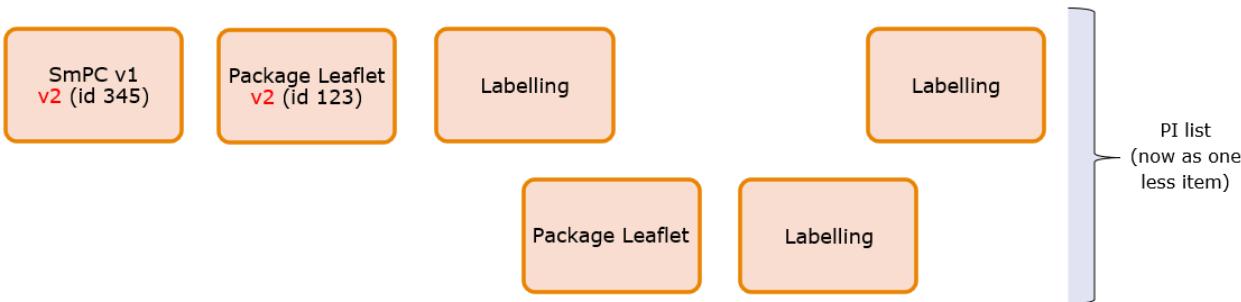 SmPC v1
v2 (id 345)
Package Leaflet
v2 (id 123)
Labelling
Labelling
Package Leaflet
Labelling
PI list
(now as one
less item)